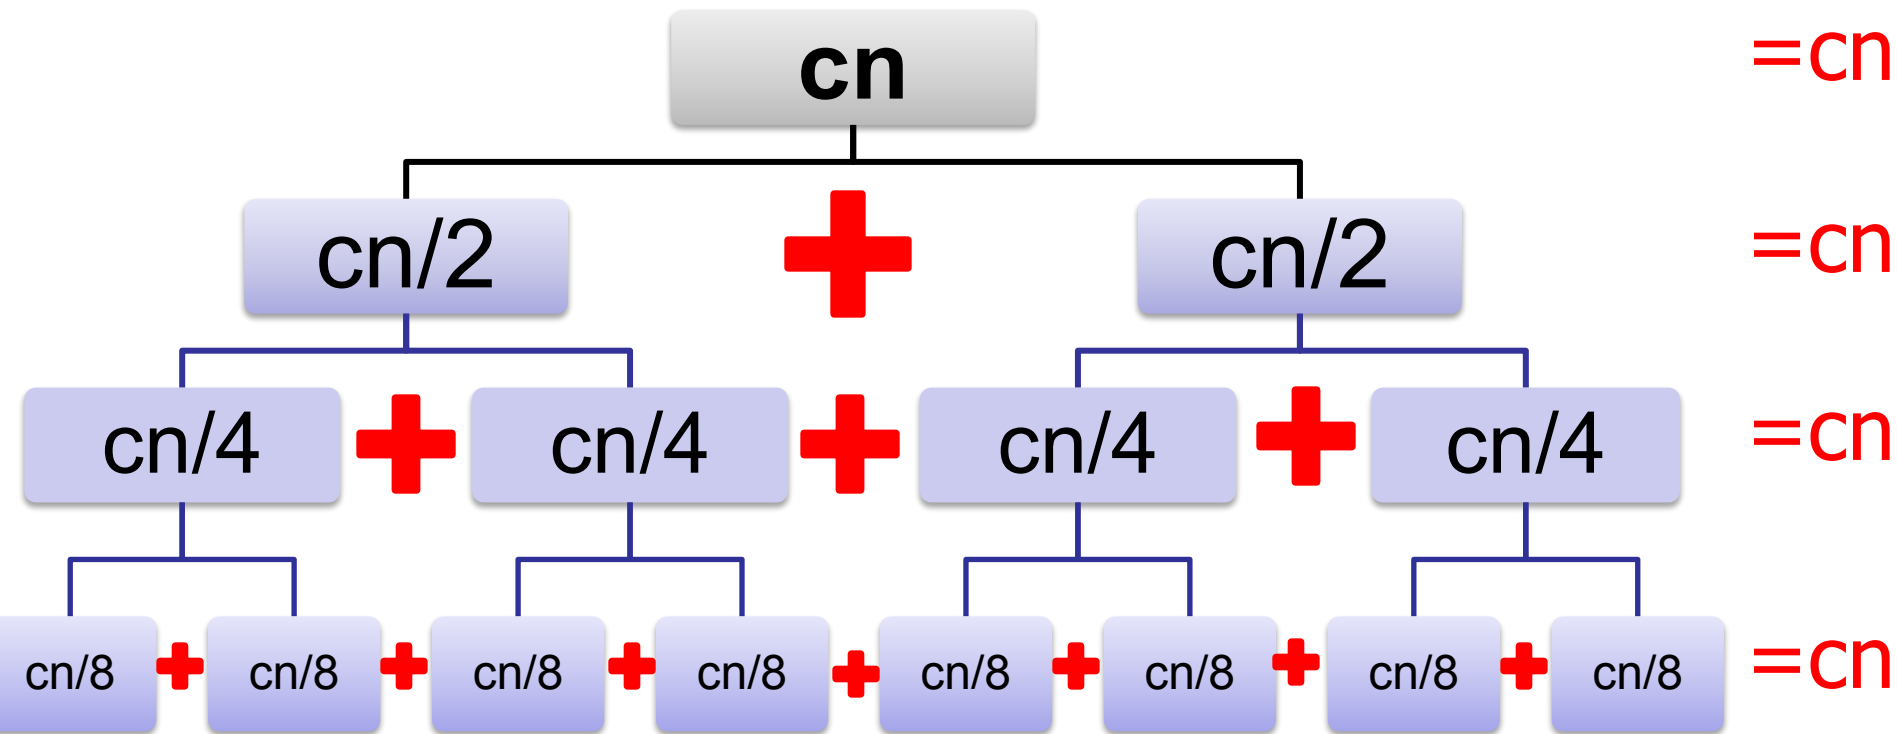 cn =cn
cn/2 + cn/2 =cn
cn/4 + cn/4 + cn/4 + cn/4 =cn
cn/8 + cn/8 + cn/8 + cn/8 + cn/8 + cn/8 + cn/8 + cn/8 =cn